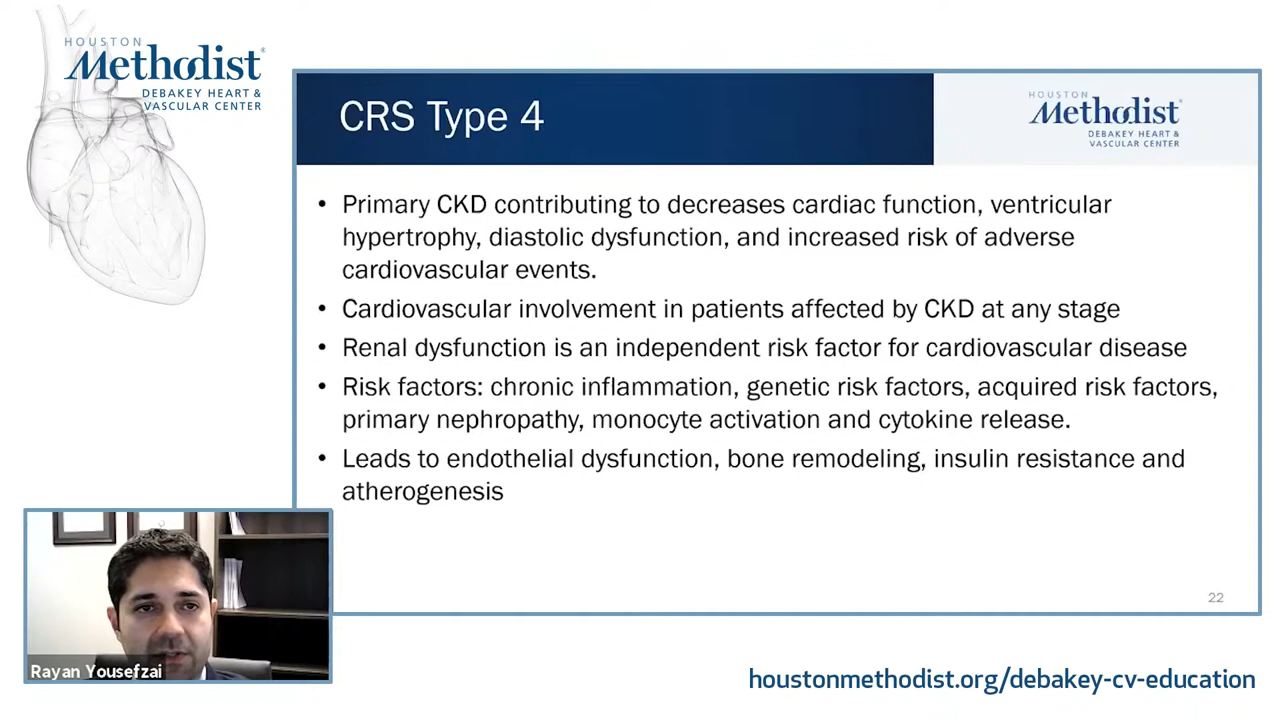 HOUSTON
Methodist®
DEBAKEY HEART &
VASCULAR CENTER
CRS Type 4
HOUSTON
Methodist®
DEBAKEY HEART &
VASCULAR CENTER
• Primary CKD contributing to decreases cardiac function, ventricular
hypertrophy, diastolic dysfunction, and increased risk of adverse
cardiovascular events.
• Cardiovascular involvement in patients affected by CKD at any stage
• Renal dysfunction is an independent risk factor for cardiovascular disease
• Risk factors: chronic inflammation, genetic risk factors, acquired risk factors,
primary nephropathy, monocyte activation and cytokine release.
• Leads to endothelial dysfunction, bone remodeling, insulin resistance and
atherogenesis
22
Rayan Yousefzai
houstonmethodist.org/debakey-cv-education